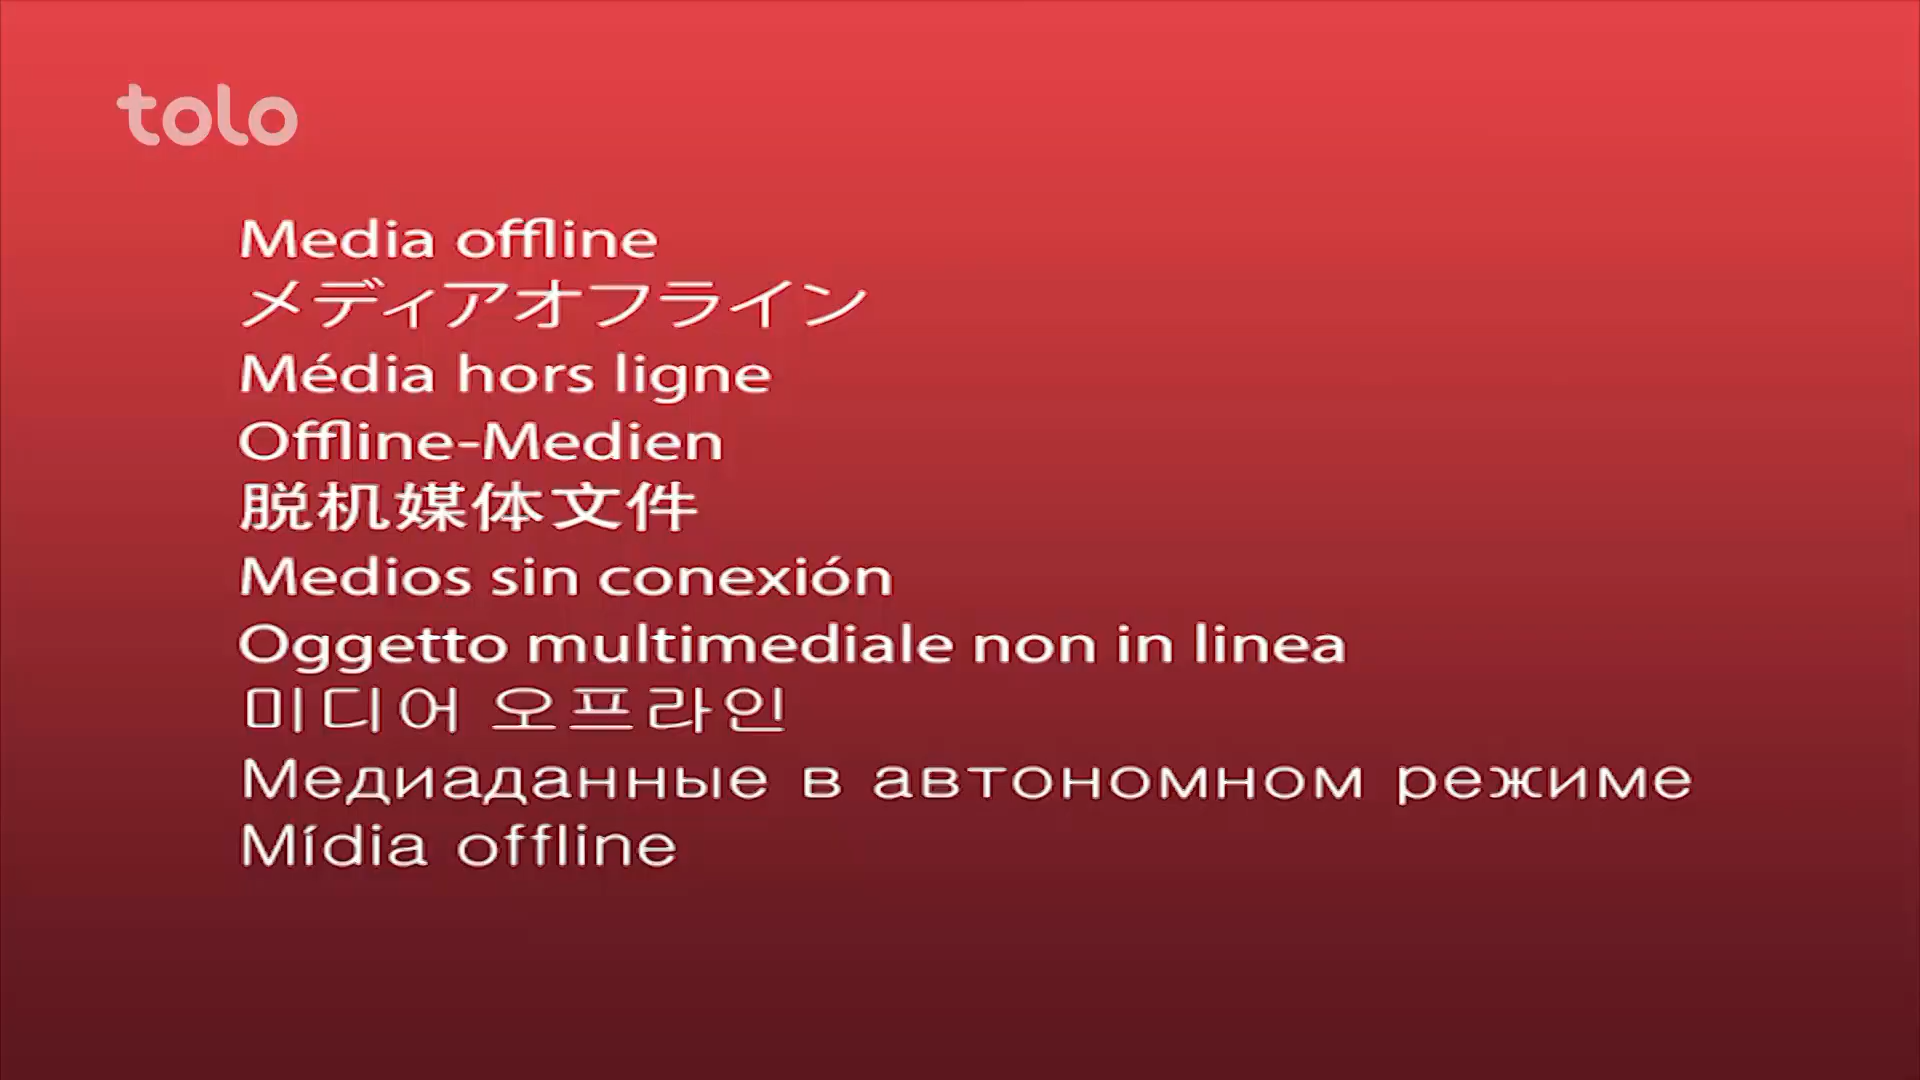 tolo
Media offline
メディアオフライン
Média hors ligne
Offline-Medien
脱机媒体文件
Medios sin conexión
Oggetto multimediale non in linea
미디어 오프라인
Медиаданные в автономном режиме
Mídia offline